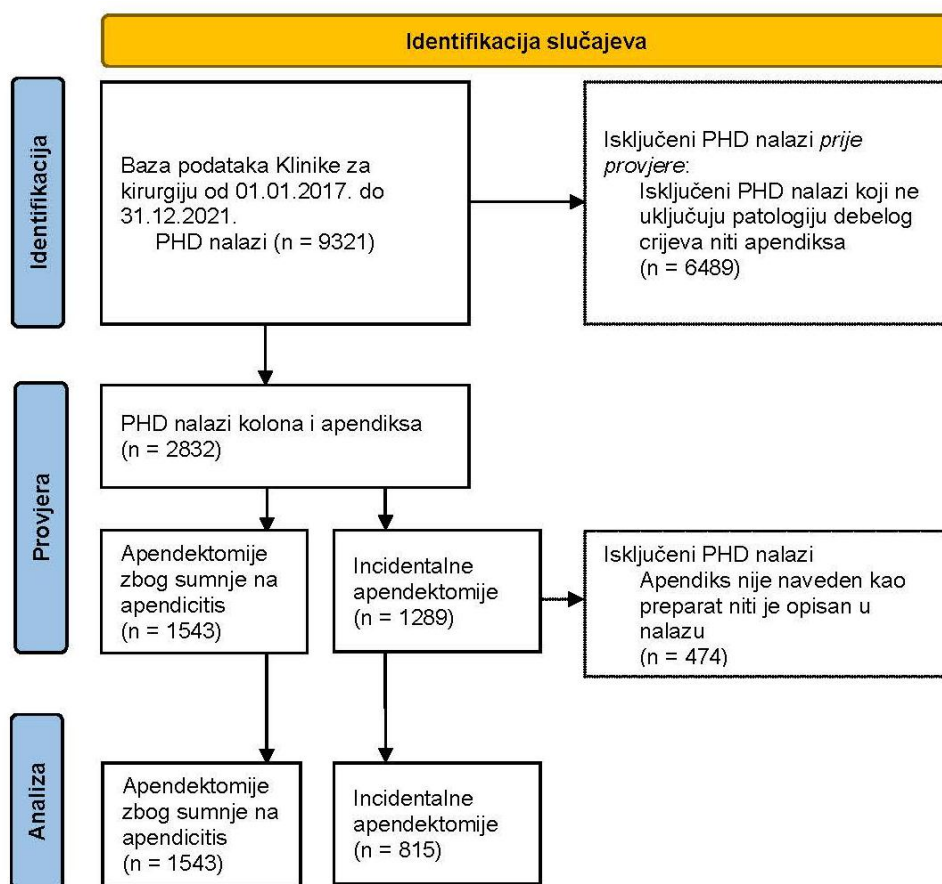 Identifikacija slučajeva
Identifikacija
Baza podataka Klinike za
kirurgiju od 01.01.2017. do
31.12.2021.
PHD nalazi (n = 9321)
Isključeni PHD nalazi prije
provjere:
Isključeni PHD nalazi koji ne
uključuju patologiju debelog
crijeva niti apendiksa
(n = 6489)
Provjera
PHD nalazi kolona i apendiksa
(n = 2832)
Apendektomije
zbog sumnje na
apendicitis
(n = 1543)
Incidentalne
apendektomije
(n = 1289)
Isključeni PHD nalazi
Apendiks nije naveden kao
preparat niti je opisan u
nalazu
(n = 474)
Analiza
Apendektomije
zbog sumnje na
apendicitis
(n = 1543)
Incidentalne
apendektomije
(n = 815)